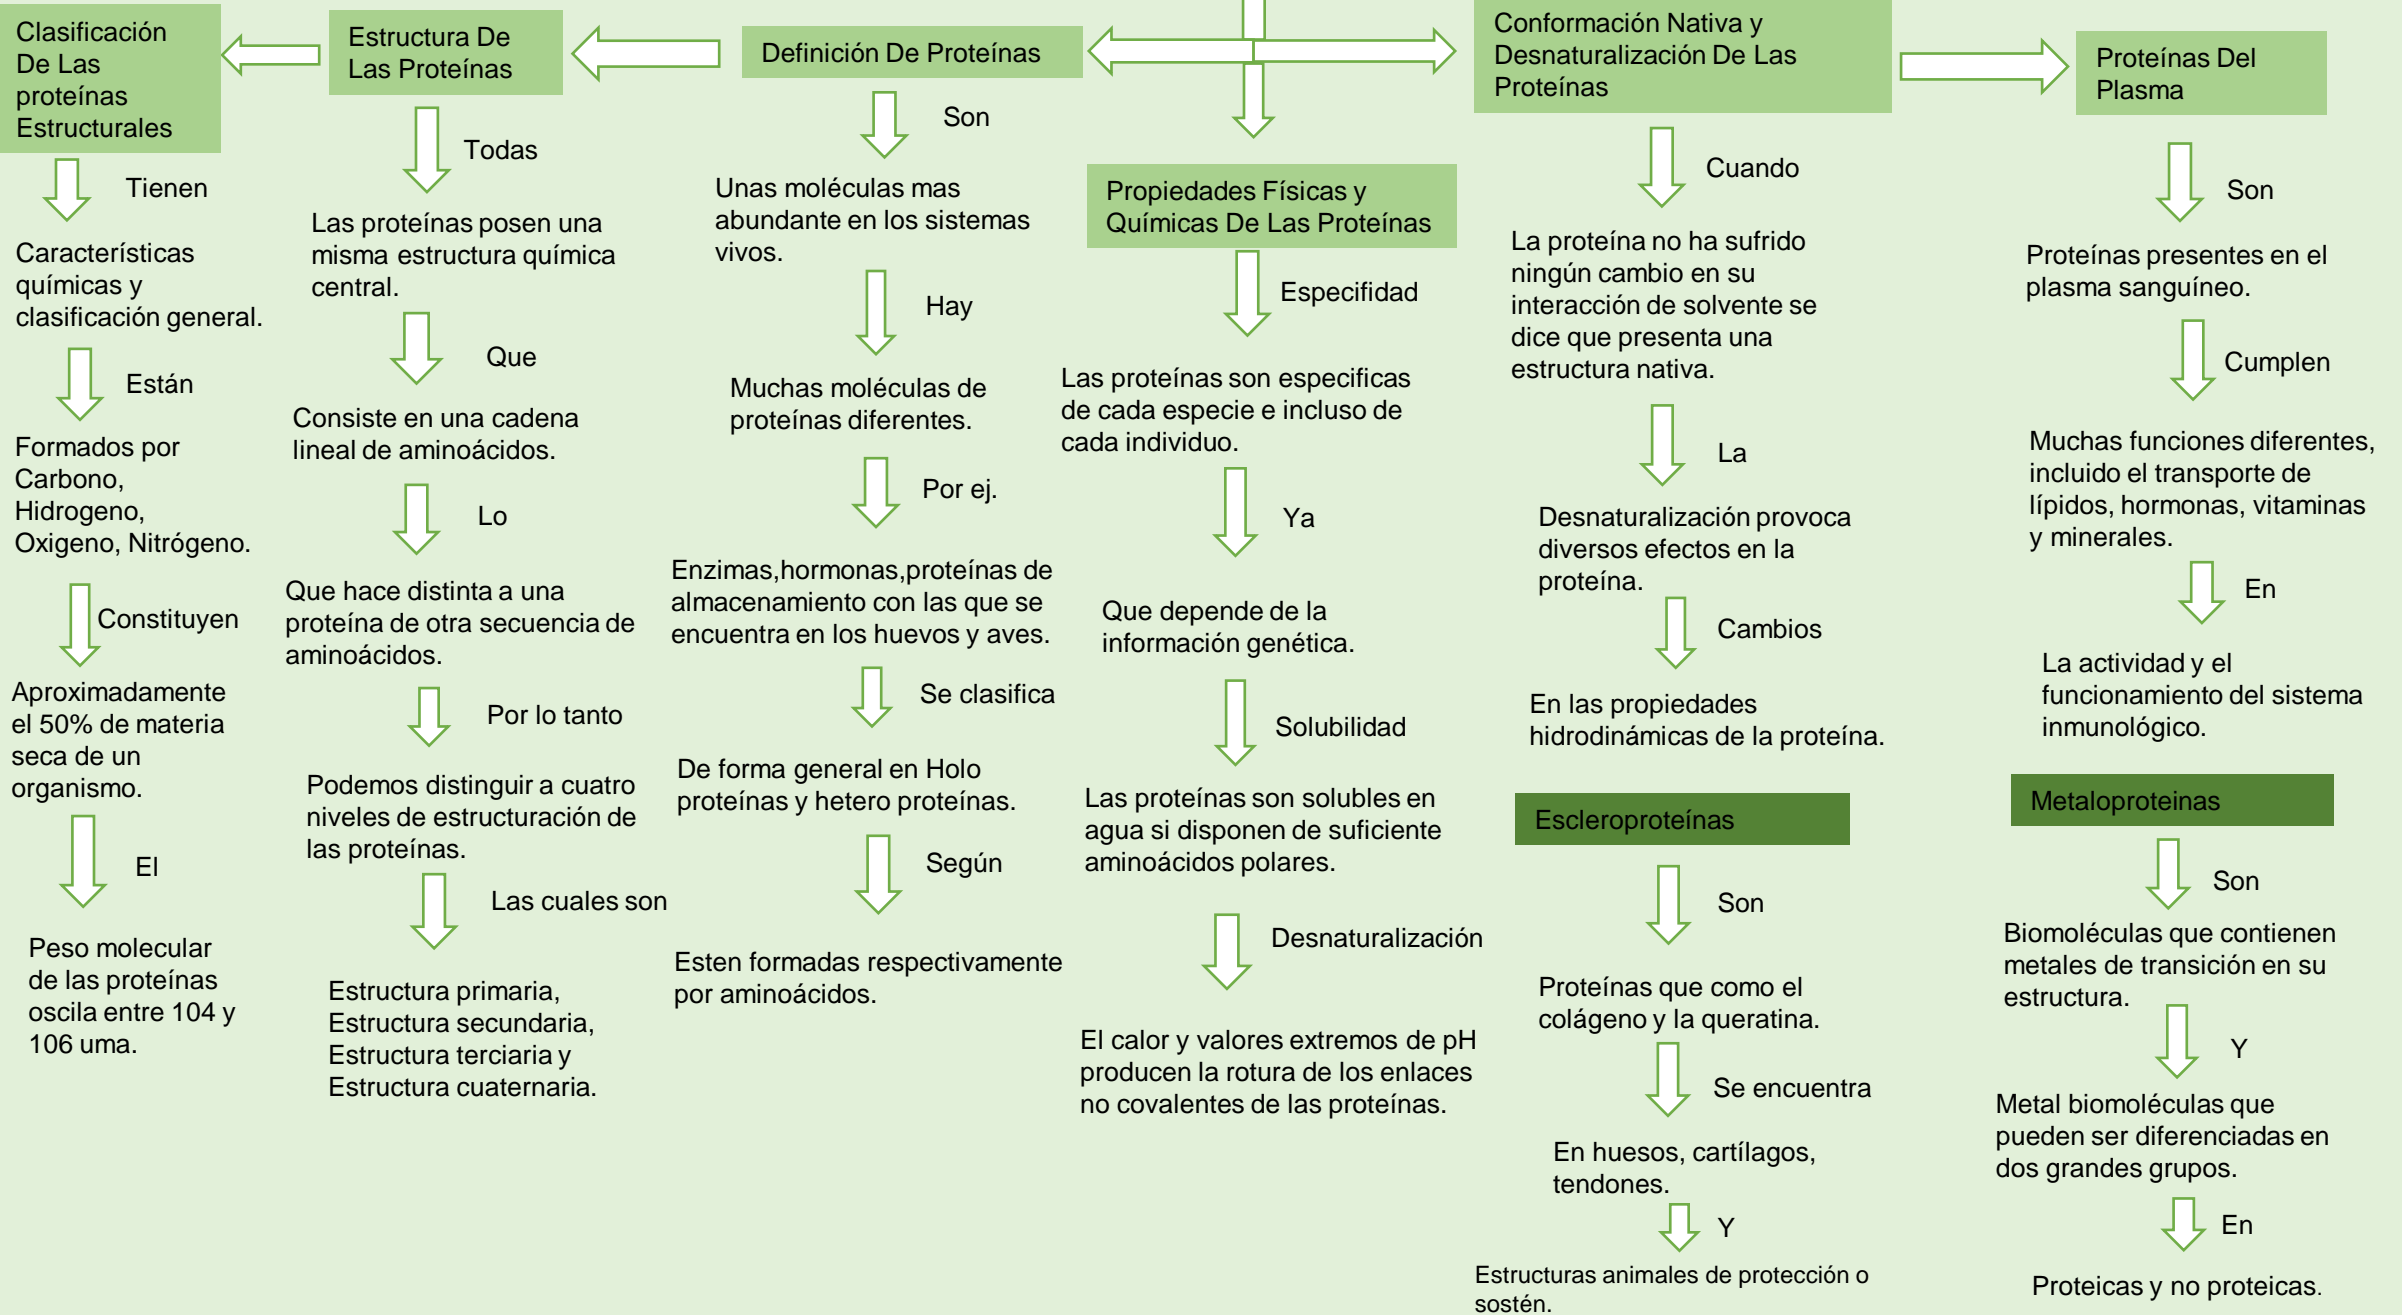 Clasificación
De Las
proteínas
Estructurales
Tienen
Características
químicas y
clasificación general.
Están
Formados por
Carbono,
Hidrogeno,
Oxigeno, Nitrógeno.
Constituyen
Aproximadamente
el 50% de materia
seca de un
organismo.
El
Peso molecular
de las proteínas
oscila entre 104 y
106 uma.
Estructura De
Las Proteínas
Todas
Las proteínas posen una
misma estructura química
central.
Que
Consiste en una cadena
lineal de aminoácidos.
Lo
Que hace distinta a una
proteína de otra secuencia de
aminoácidos.
Por lo tanto
Podemos distinguir a cuatro
niveles de estructuración de
las proteínas.
Las cuales son
Estructura primaria,
Estructura secundaria,
Estructura terciaria y
Estructura cuaternaria.
Definición De Proteínas
Son
Unas moléculas mas
abundante en los sistemas
vivos.
Hay
Muchas moléculas de
proteínas diferentes.
Por ej.
Enzimas,hormonas,proteínas de
almacenamiento con las que se
encuentra en los huevos y aves.
Se clasifica
De forma general en Holo
proteínas y hetero proteínas.
Según
Esten formadas respectivamente
por aminoácidos.
Propiedades Físicas y
Químicas De Las Proteínas
Especifidad
Las proteínas son especificas
de cada especie e incluso de
cada individuo.
Ya
Que depende de la
información genética.
Solubilidad
Las proteínas son solubles en
agua si disponen de suficiente
aminoácidos polares.
Desnaturalización
El calor y valores extremos de pH
producen la rotura de los enlaces
no covalentes de las proteínas.
Conformación Nativa y
Desnaturalización De Las
Proteínas
Cuando
La proteína no ha sufrido
ningún cambio en su
interacción de solvente se
dice que presenta una
estructura nativa.
La
Desnaturalización provoca
diversos efectos en la
proteína.
Cambios
En las propiedades
hidrodinámicas de la proteína.
Escleroproteínas
Son
Proteínas que como el
colágeno y la queratina.
Se encuentra
En huesos, cartílagos,
tendones.
Y
Estructuras animales de protección o
sostén.
Proteínas Del
Plasma
Son
Proteínas presentes en el
plasma sanguíneo.
Cumplen
Muchas funciones diferentes,
incluido el transporte de
lípidos, hormonas, vitaminas
y minerales.
En
La actividad y el
funcionamiento del sistema
inmunológico.
Metaloproteinas
Son
Biomoléculas que contienen
metales de transición en su
estructura.
Y
Metal biomoléculas que
pueden ser diferenciadas en
dos grandes grupos.
En
Proteicas y no proteicas.